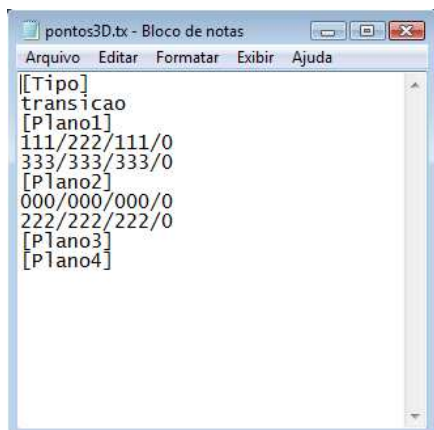 pontos3D.tx - Bloco de notas
Arquivo Editar Formatar Exibir Ajuda
[Tipo]
transicao
[Plano1]
111/222/111/0
333/333/333/0
[Plano2]
000/000/000/0
222/222/222/0
[Plano3]
[Plano4]